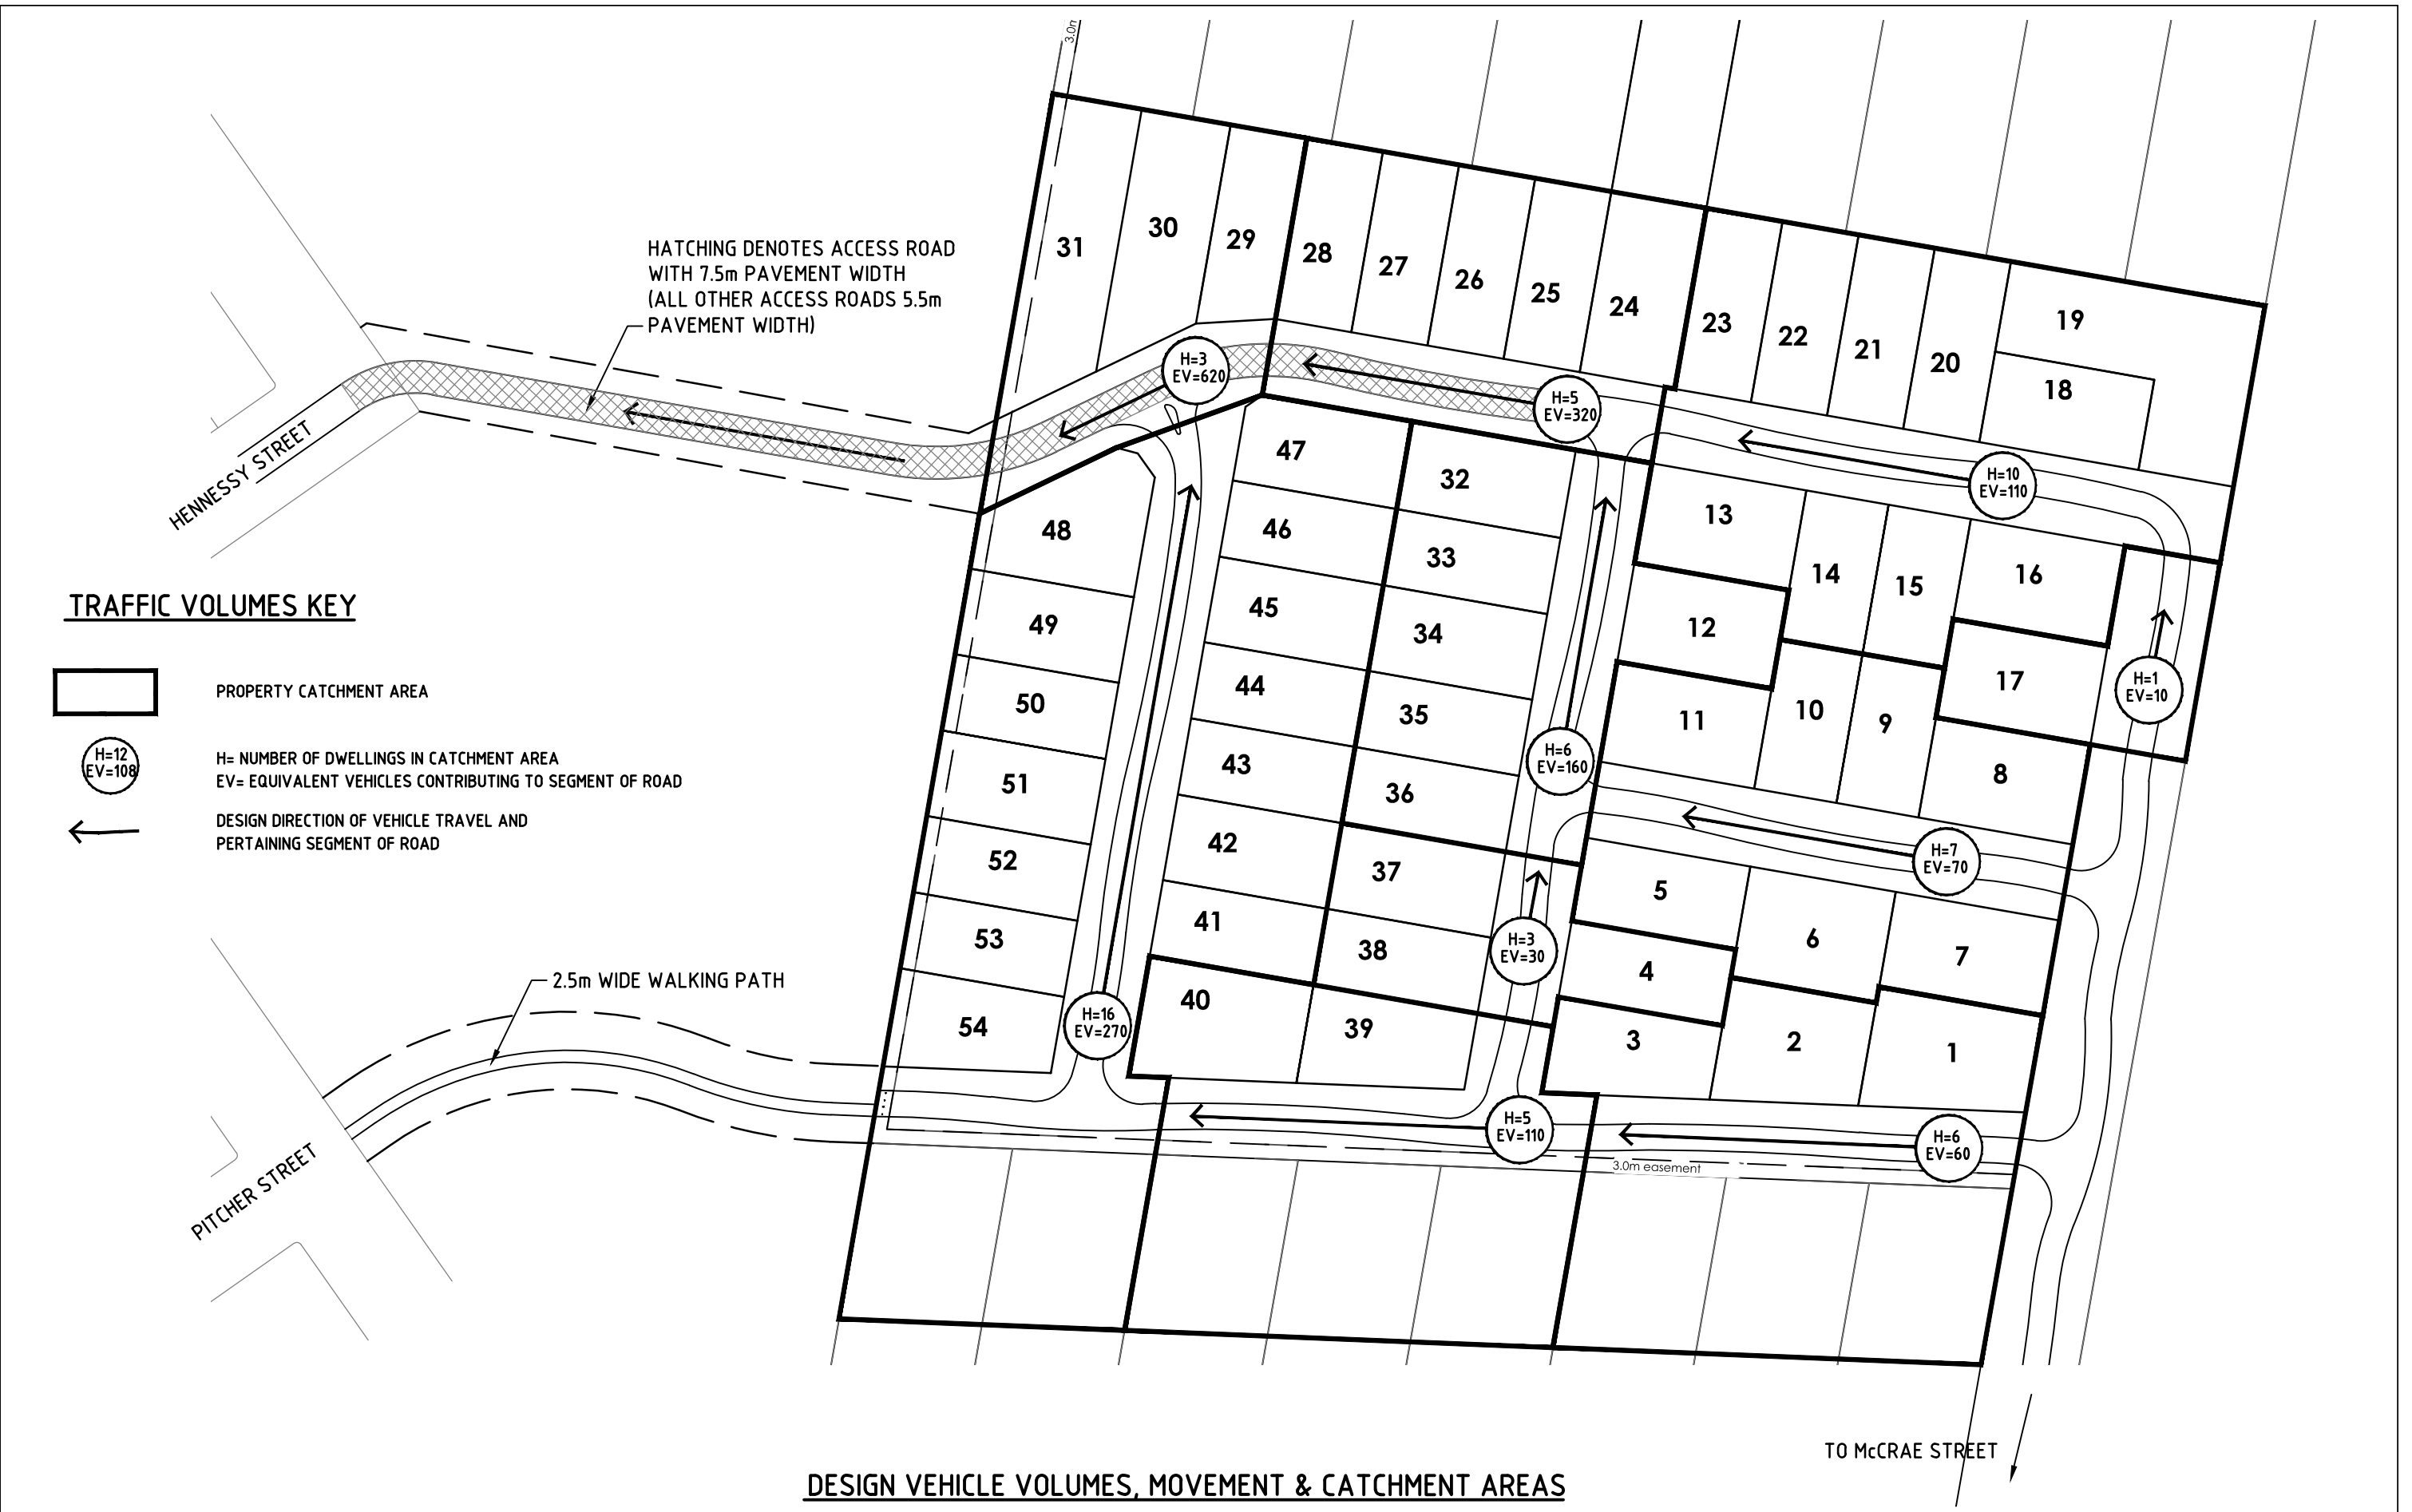 3.0m
31
30
29
28
27
26
25
24
23
22
21
20
19
18
HATCHING DENOTES ACCESS ROAD
WITH 7.5m PAVEMENT WIDTH
(ALL OTHER ACCESS ROADS 5.5m
PAVEMENT WIDTH)
H=3
EV=620
H=5
EV=320
H=10
EV=110
HENNESSY STREET
47
32
46
33
45
34
44
35
43
36
42
37
41
38
40
39
48
49
50
51
52
53
54
13
14
15
16
12
17
11
10
9
8
H=1
EV=10
H=6
EV=160
H=7
EV=70
5
6
7
4
3
2
1
H=3
EV=30
H=16
EV=270
H=5
EV=110
H=6
EV=60
3.0m easement
TRAFFIC VOLUMES KEY
PROPERTY CATCHMENT AREA
H=12
EV=108
H= NUMBER OF DWELLINGS IN CATCHMENT AREA
EV= EQUIVALENT VEHICLES CONTRIBUTING TO SEGMENT OF ROAD
DESIGN DIRECTION OF VEHICLE TRAVEL AND
PERTAINING SEGMENT OF ROAD
2.5m WIDE WALKING PATH
PITCHER STREET
TO McCRAE STREET
DESIGN VEHICLE VOLUMES, MOVEMENT & CATCHMENT AREAS